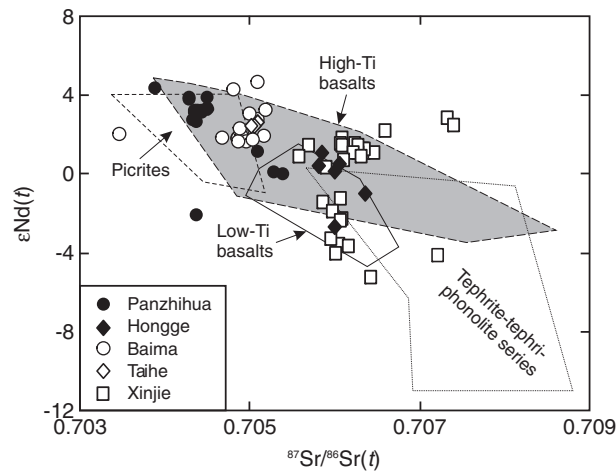 8
4
0
-4
-8
-12
εNd(t)
High-Ti
basalts
Picrites
Low-Ti
basalts
Tephrite-tephri-
phonolite series
Panzhihua
Hongge
Baima
Taihe
Xinjie
0.703
0.705
0.707
0.709
87Sr/86Sr(t)